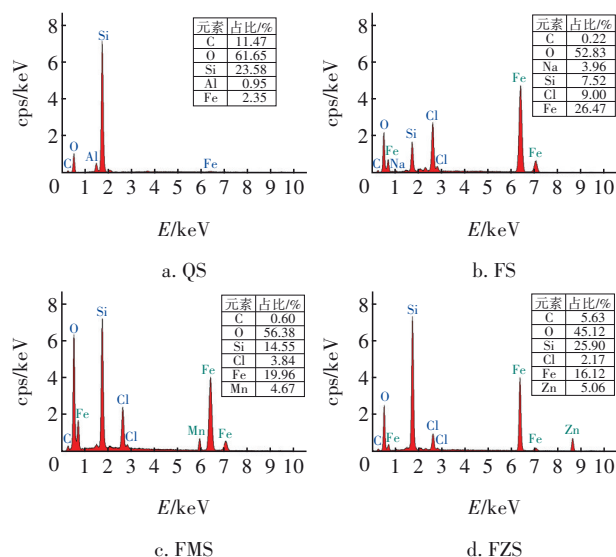 8
6
4
2
0
cps/keV
C
O
Al
Si
Fe
元素 占比/%
C 11.47
O 61.65
Si 23.58
Al 0.95
Fe 2.35
1 2 3 4 5 6 7 8 9 10
E/keV
a. QS
8
6
4
2
0
cps/keV
O
C
Fe
Na
Si
Cl
Cl
Fe
Fe
元素 占比/%
C 0.22
O 52.83
Na 3.96
Si 7.52
Cl 9.00
Fe 26.47
1 2 3 4 5 6 7 8 9 10
E/keV
b. FS
8
6
4
2
0
cps/keV
C
O
Fe
Si
Cl
Cl
Mn
Fe
Fe
元素 占比/%
C 0.60
O 56.38
Si 14.55
Cl 3.84
Fe 19.96
Mn 4.67
1 2 3 4 5 6 7 8 9 10
E/keV
c. FMS
8
6
4
2
0
cps/keV
C
O
Fe
Si
Cl
Cl
Fe
Fe
Zn
元素 占比/%
C 5.63
O 45.12
Si 25.90
Cl 2.17
Fe 16.12
Zn 5.06
1 2 3 4 5 6 7 8 9 10
E/keV
d. FZS